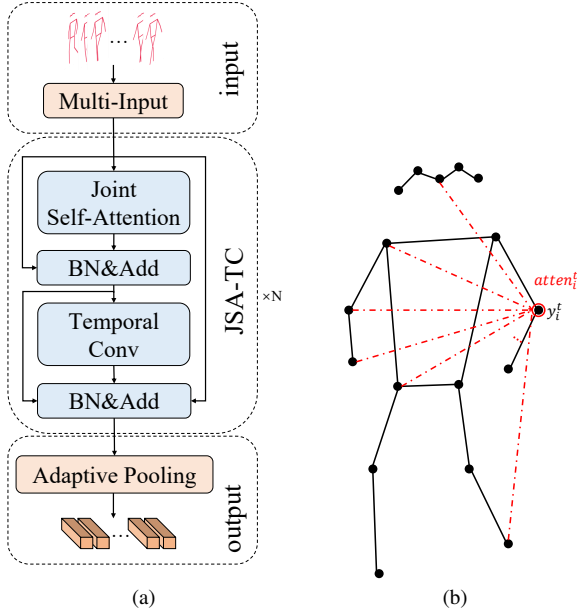 input
Multi-Input
Joint
Self-Attention
BN&Add
Temporal
Conv
BN&Add
JSA-TC
×N
Adaptive Pooling
output
(a)
atten_i^t
y_i^t
(b)